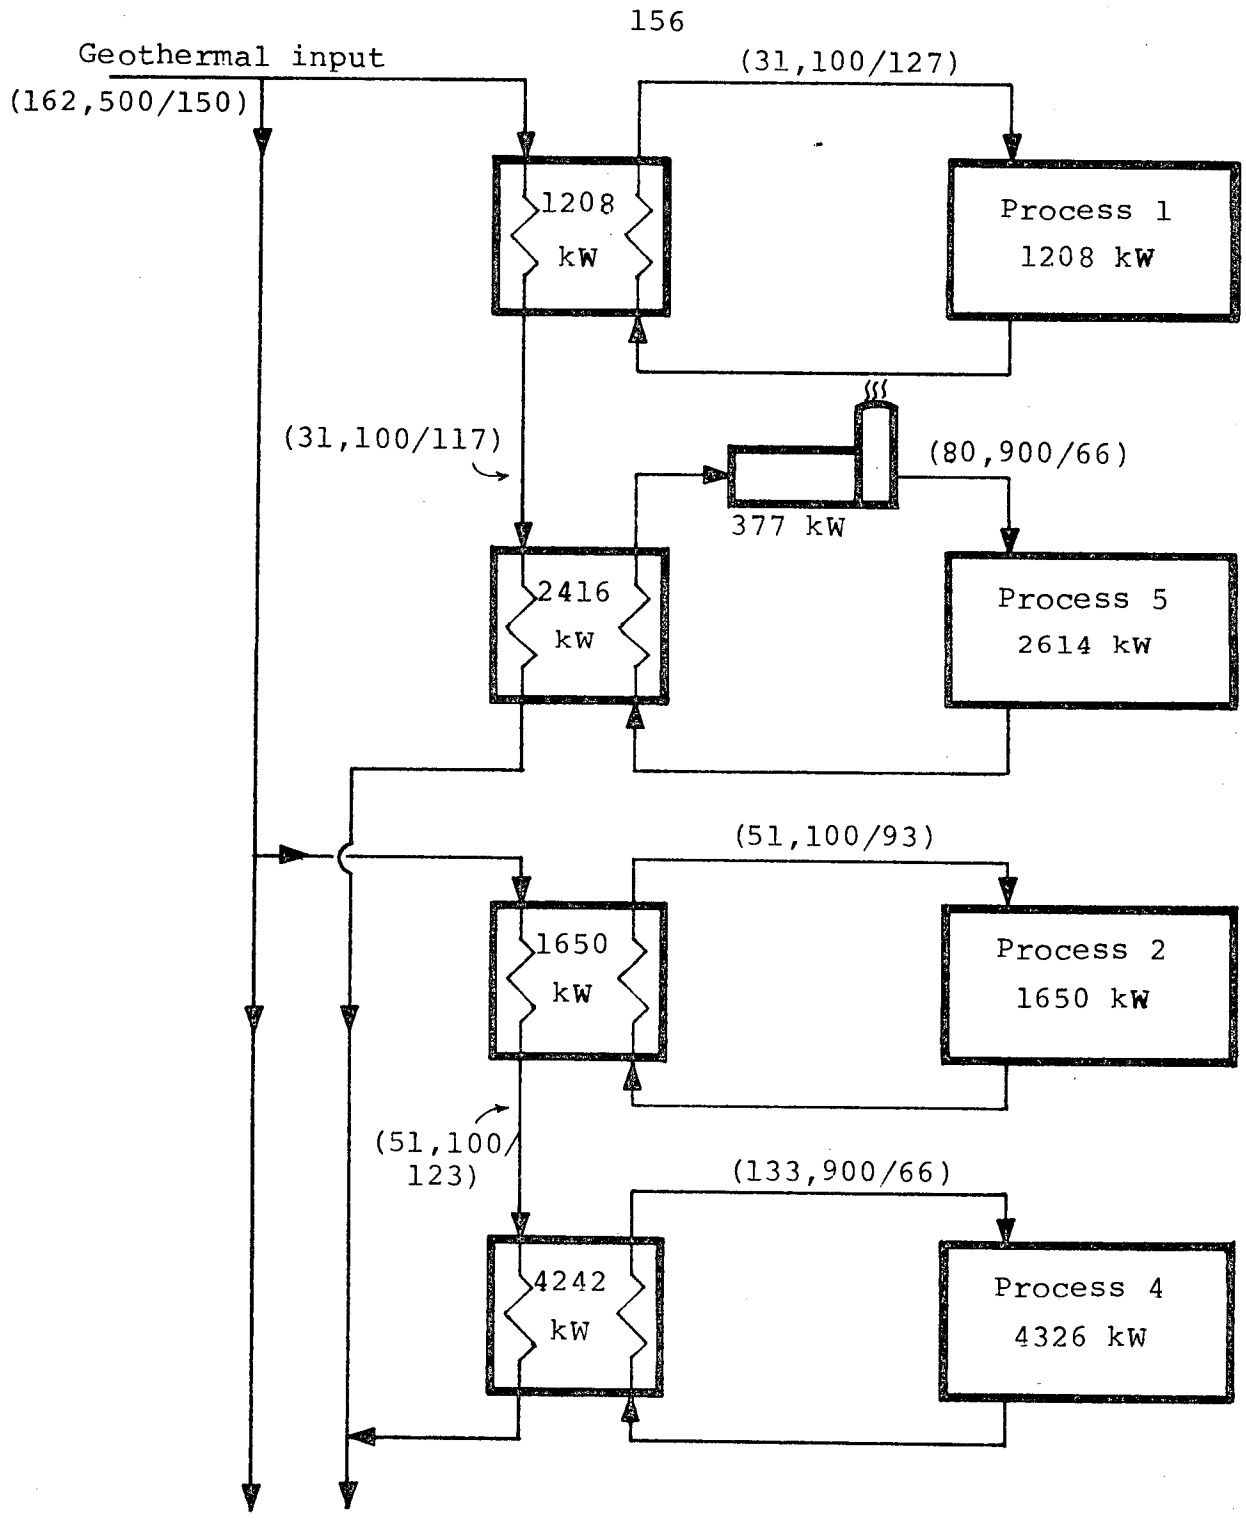 156
Geothermal input
(162,500/150)
(31,100/127)
1208
kW
Process 1
1208 kW
(31,100/117)
(80,900/66)
377 kW
2416
kW
Process 5
2614 kW
(51,100/93)
1650
kW
Process 2
1650 kW
(51,100/
123)
(133,900/66)
4242
kW
Process 4
4326 kW